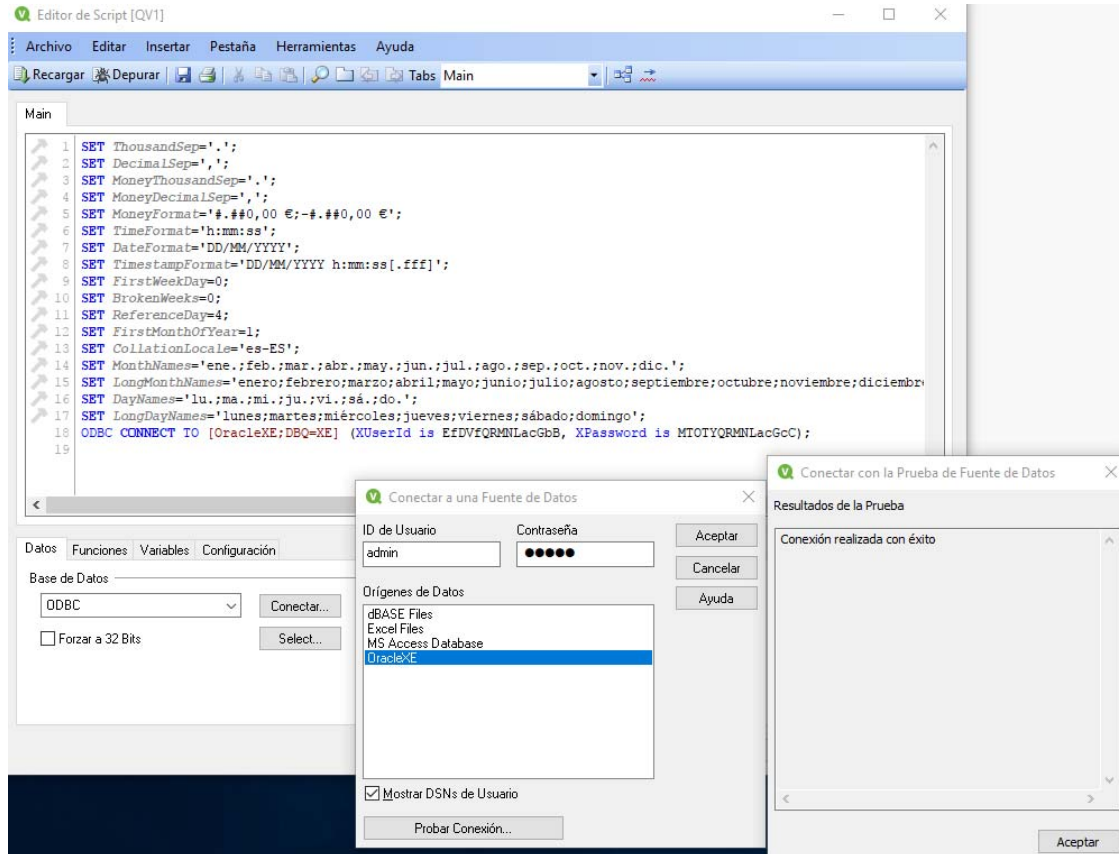 Editor de Script [QV1]
Archivo Editar Insertar Pestaña Herramientas Ayuda
Recargar Depurar Tabs Main
Main
1 SET ThousandSep='.';
2 SET DecimalSep=',';
3 SET MoneyThousandSep='.';
4 SET MoneyDecimalSep=',';
5 SET MoneyFormat='#.##0,00 €;-#.##0,00 €';
6 SET TimeFormat='h:mm:ss';
7 SET DateFormat='DD/MM/YYYY';
8 SET TimestampFormat='DD/MM/YYYY h:mm:ss[.fff]';
9 SET FirstWeekDay=0;
10 SET BrokenWeeks=0;
11 SET ReferenceDay=4;
12 SET FirstMonthOfYear=1;
13 SET CollationLocale='es-ES';
14 SET MonthNames='ene.;feb.;mar.;abr.;may.;jun.;jul.;ago.;sep.;oct.;nov.;dic.';
15 SET LongMonthNames='enero;febrero;marzo;abril;mayo;junio;julio;agosto;septiembre;octubre;noviembre;diciembr
16 SET DayNames='lu.;ma.;mi.;ju.;vi.;sá.;do.';
17 SET LongDayNames='lunes;martes;miércoles;jueves;viernes;sábado;domingo';
18 ODBC CONNECT TO [OracleXE;DBQ=XE] (XUserId is EfDVfQRMNLacGbB, XPassword is MTOTYQRMNLacGcC);
19
Datos Funciones Variables Configuración
Base de Datos
ODBC Conectar...
Forzar a 32 Bits Select...
Conectar a una Fuente de Datos
ID de Usuario Contraseña
admin ●●●●●
Aceptar
Cancelar
Ayuda
Orígenes de Datos
dBASE Files
Excel Files
MS Access Database
OracleXE
Mostrar DSNs de Usuario
Probar Conexión...
Conectar con la Prueba de Fuente de Datos
Resultados de la Prueba
Conexión realizada con éxito
Aceptar